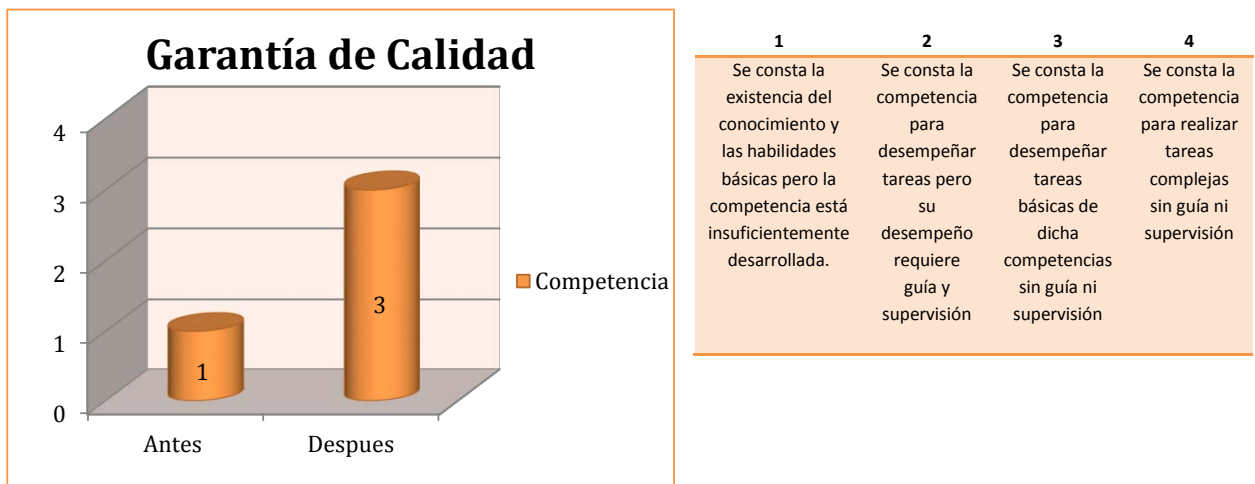 Garantía de Calidad
4
3
2
1
0
1
3
Antes
Despues
Competencia
1
Se consta la
existencia del
conocimiento y
las habilidades
básicas pero la
competencia está
insuficientemente
desarrollada.
2
Se consta la
competencia
para
desempeñar
tareas pero
su
desempeño
requiere
guía y
supervisión
3
Se consta la
competencia
para
desempeñar
tareas
básicas de
dicha
competencias
sin guía ni
supervisión
4
Se consta la
competencia
para realizar
tareas
complejas
sin guía ni
supervisión